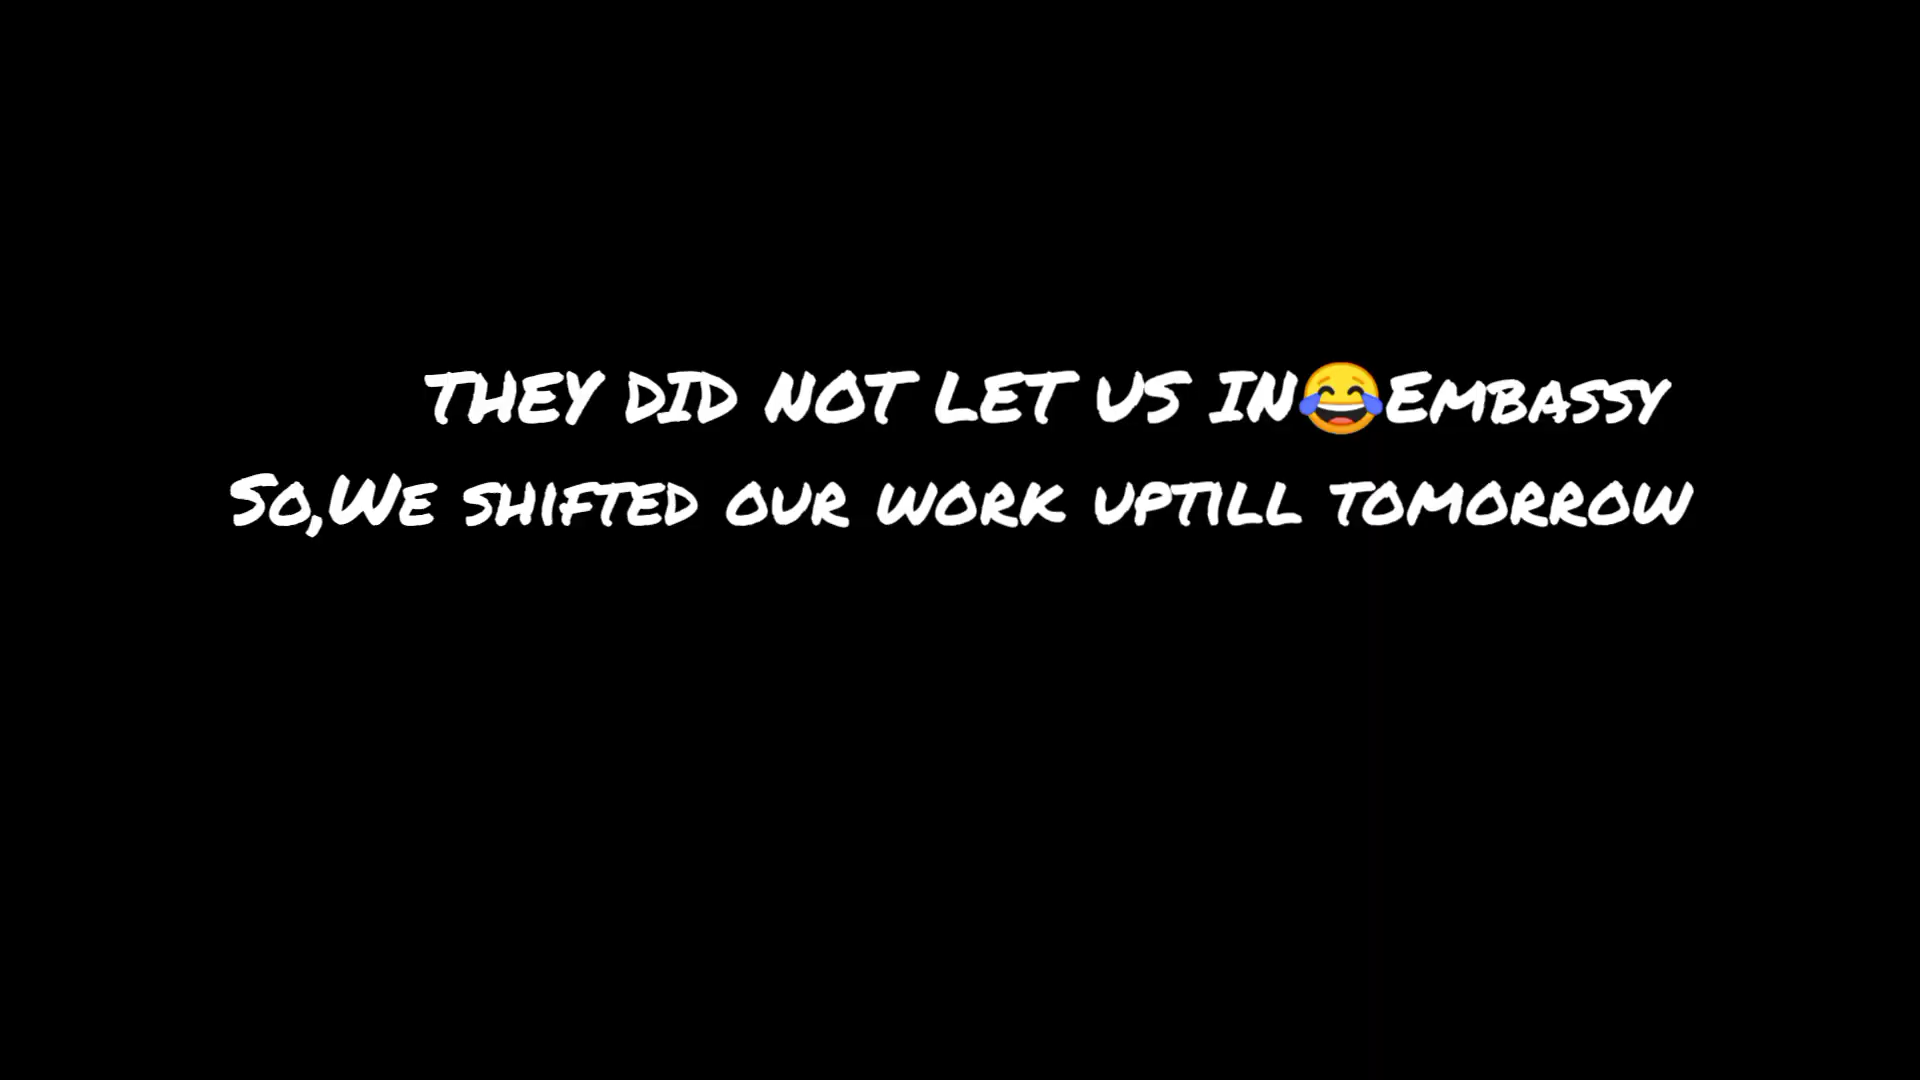 THEY DID NOT LET US IN😂Embassy
So,We shifted our work uptill tomorrow